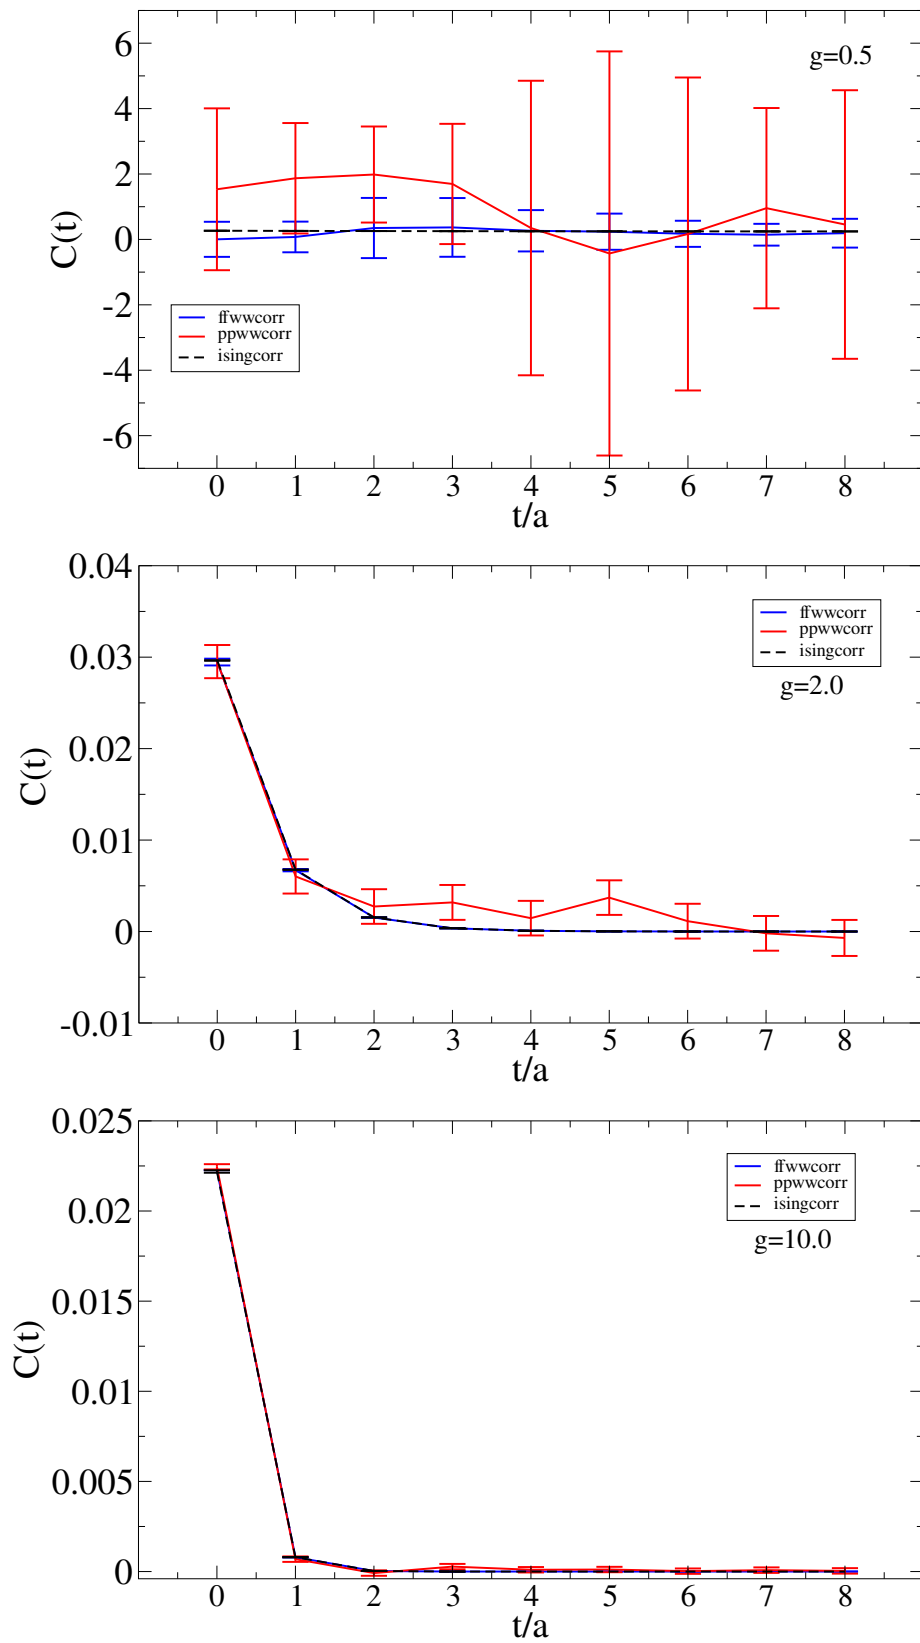 6
4
2
0
-2
-4
-6
C(t)
g=0.5
ffwwcorr
ppwwcorr
isingcorr
0 1 2 3 4 5 6 7 8
t/a
0.04
0.03
0.02
0.01
0
-0.01
C(t)
ffwwcorr
ppwwcorr
isingcorr
g=2.0
0 1 2 3 4 5 6 7 8
t/a
0.025
0.02
0.015
0.01
0.005
0
C(t)
ffwwcorr
ppwwcorr
isingcorr
g=10.0
0 1 2 3 4 5 6 7 8
t/a